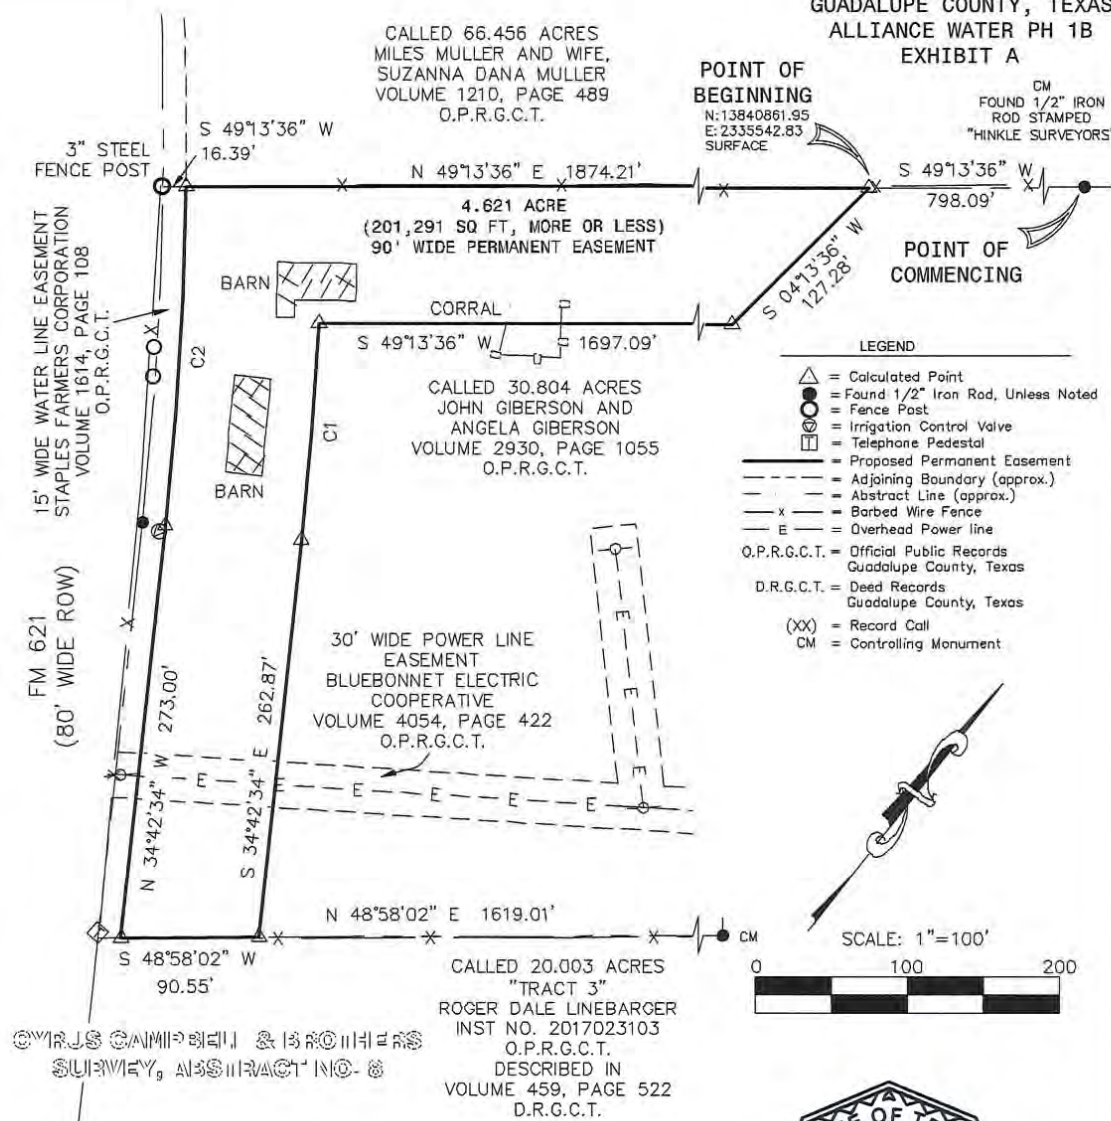 GUADALUPE COUNTY, TEXAS
ALLIANCE WATER PH 1B
EXHIBIT A
CALLED 66.456 ACRES
MILES MULLER AND WIFE,
SUZANNA DANA MULLER
VOLUME 1210, PAGE 489
O.P.R.G.C.T.
POINT OF
BEGINNING
N:13840861.95
E:2335542.83
SURFACE
CM
FOUND 1/2" IRON
ROD STAMPED
"HINKLE SURVEYORS"
S 49°13'36" W
16.39'
3" STEEL
FENCE POST
N 49°13'36" E 1874.21'
S 49°13'36" W
798.09'
4.621 ACRE
(201,291 SQ FT, MORE OR LESS)
90' WIDE PERMANENT EASEMENT
POINT OF
COMMENCING
S 04°13'36" W
127.28'
15' WIDE WATER LINE EASEMENT
STAPLES FARMERS CORPORATION
VOLUME 1614, PAGE 108
O.P.R.G.C.T.
BARN
CORRAL
S 49°13'36" W 1697.09'
C2
C1
BARN
CALLED 30.804 ACRES
JOHN GIBERSON AND
ANGELA GIBERSON
VOLUME 2930, PAGE 1055
O.P.R.G.C.T.
LEGEND
= Calculated Point
= Found 1/2" Iron Rod, Unless Noted
= Fence Post
= Irrigation Control Valve
T = Telephone Pedestal
= Proposed Permanent Easement
= Adjoining Boundary (approx.)
= Abstract Line (approx.)
x = Barbed Wire Fence
E = Overhead Power line
O.P.R.G.C.T. = Official Public Records
Guadalupe County, Texas
D.R.G.C.T. = Deed Records
Guadalupe County, Texas
(XX) = Record Call
CM = Controlling Monument
FM 621
(80' WIDE ROW)
N 34°42'34" W 273.00'
S 34°42'34" E 262.87'
30' WIDE POWER LINE
EASEMENT
BLUEBONNET ELECTRIC
COOPERATIVE
VOLUME 4054, PAGE 422
O.P.R.G.C.T.
E E E E E E
E E E
N 48°58'02" E 1619.01'
CM
S 48°58'02" W
90.55'
SCALE: 1"=100'
0 100 200
CALLED 20.003 ACRES
"TRACT 3"
ROGER DALE LINEBARGER
INST NO. 2017023103
O.P.R.G.C.T.
DESCRIBED IN
VOLUME 459, PAGE 522
D.R.G.C.T.
CYRUS CAMPBELL & BROTHERS
SURVEY, ABSTRACT NO. 8
E OF T